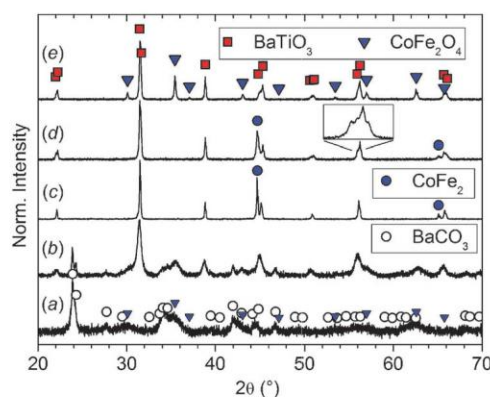 BaTiO3 CoFe2O4
(e)
(d)
CoFe2
(c)
BaCO3
(b)
(a)
Norm. Intensity
20 30 40 50 60 70
2θ (°)